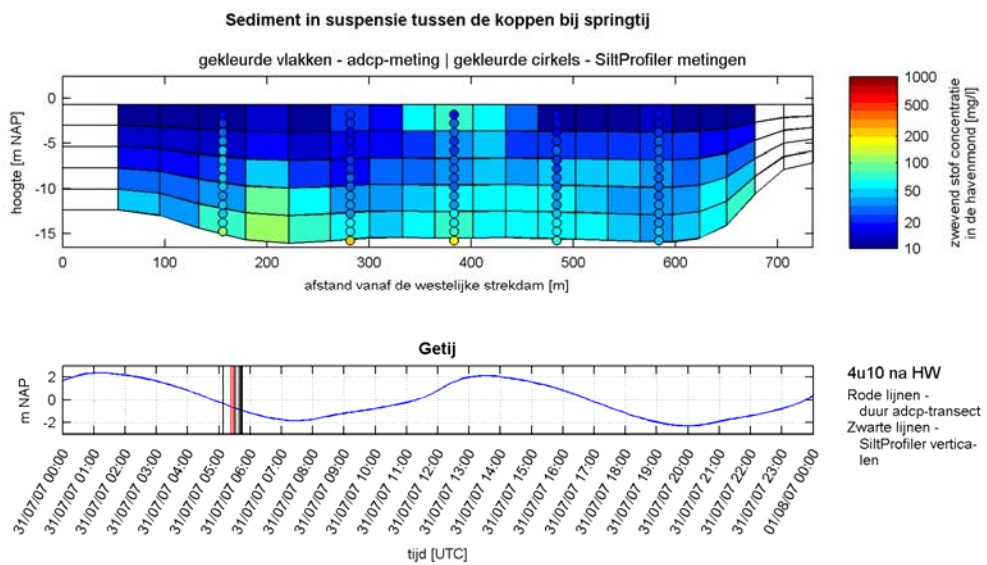 Sediment in suspensie tussen de koppen bij springtij
gekleurde vlakken - adcp-meting | gekleurde cirkels - SiltProfiler metingen
hoogte [m NAP]
0
-5
-10
-15
0 100 200 300 400 500 600 700
afstand vanaf de westelijke strekdam [m]
1000
500
200
100
50
20
10
zwevend stof concentratie
in de havenmond [mg/l]
Getij
m NAP
2
0
-2
31/07/07 00:00
31/07/07 01:00
31/07/07 02:00
31/07/07 03:00
31/07/07 04:00
31/07/07 05:00
31/07/07 06:00
31/07/07 07:00
31/07/07 08:00
31/07/07 09:00
31/07/07 10:00
31/07/07 11:00
31/07/07 12:00
31/07/07 13:00
31/07/07 14:00
31/07/07 15:00
31/07/07 16:00
31/07/07 17:00
31/07/07 18:00
31/07/07 19:00
31/07/07 20:00
31/07/07 21:00
31/07/07 22:00
31/07/07 23:00
01/08/07 00:00
tijd [UTC]
4u10 na HW
Rode lijnen -
duur adcp-transect
Zwarte lijnen -
SiltProfiler vertica-
len